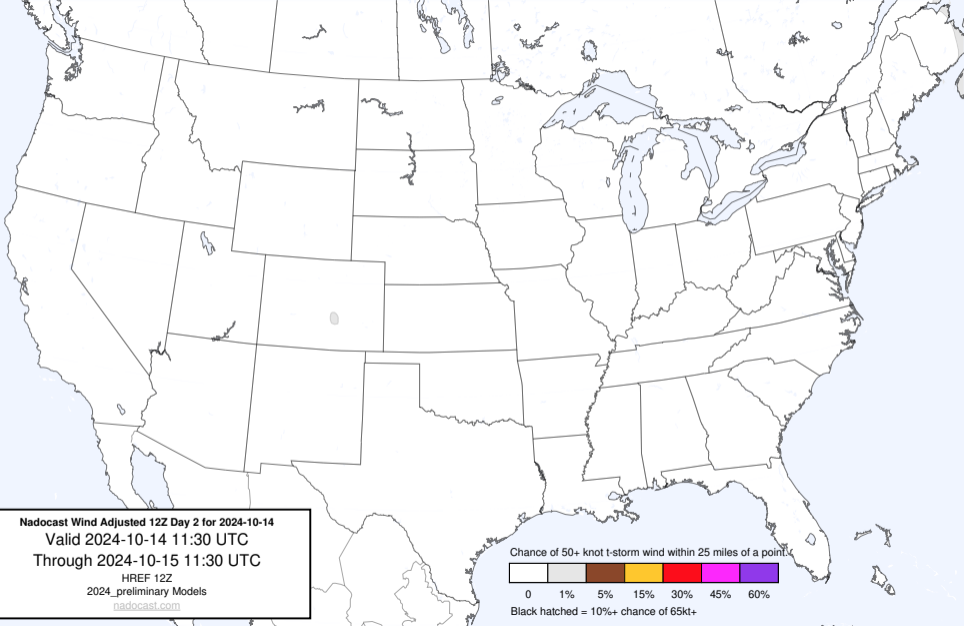 Nadocast Wind Adjusted 12Z Day 2 for 2024-10-14
Valid 2024-10-14 11:30 UTC
Through 2024-10-15 11:30 UTC
HREF 12Z
2024_preliminary Models
nadocast.com
Chance of 50+ knot t-storm wind within 25 miles of a point.
0 1% 5% 15% 30% 45% 60%
Black hatched = 10%+ chance of 65kt+